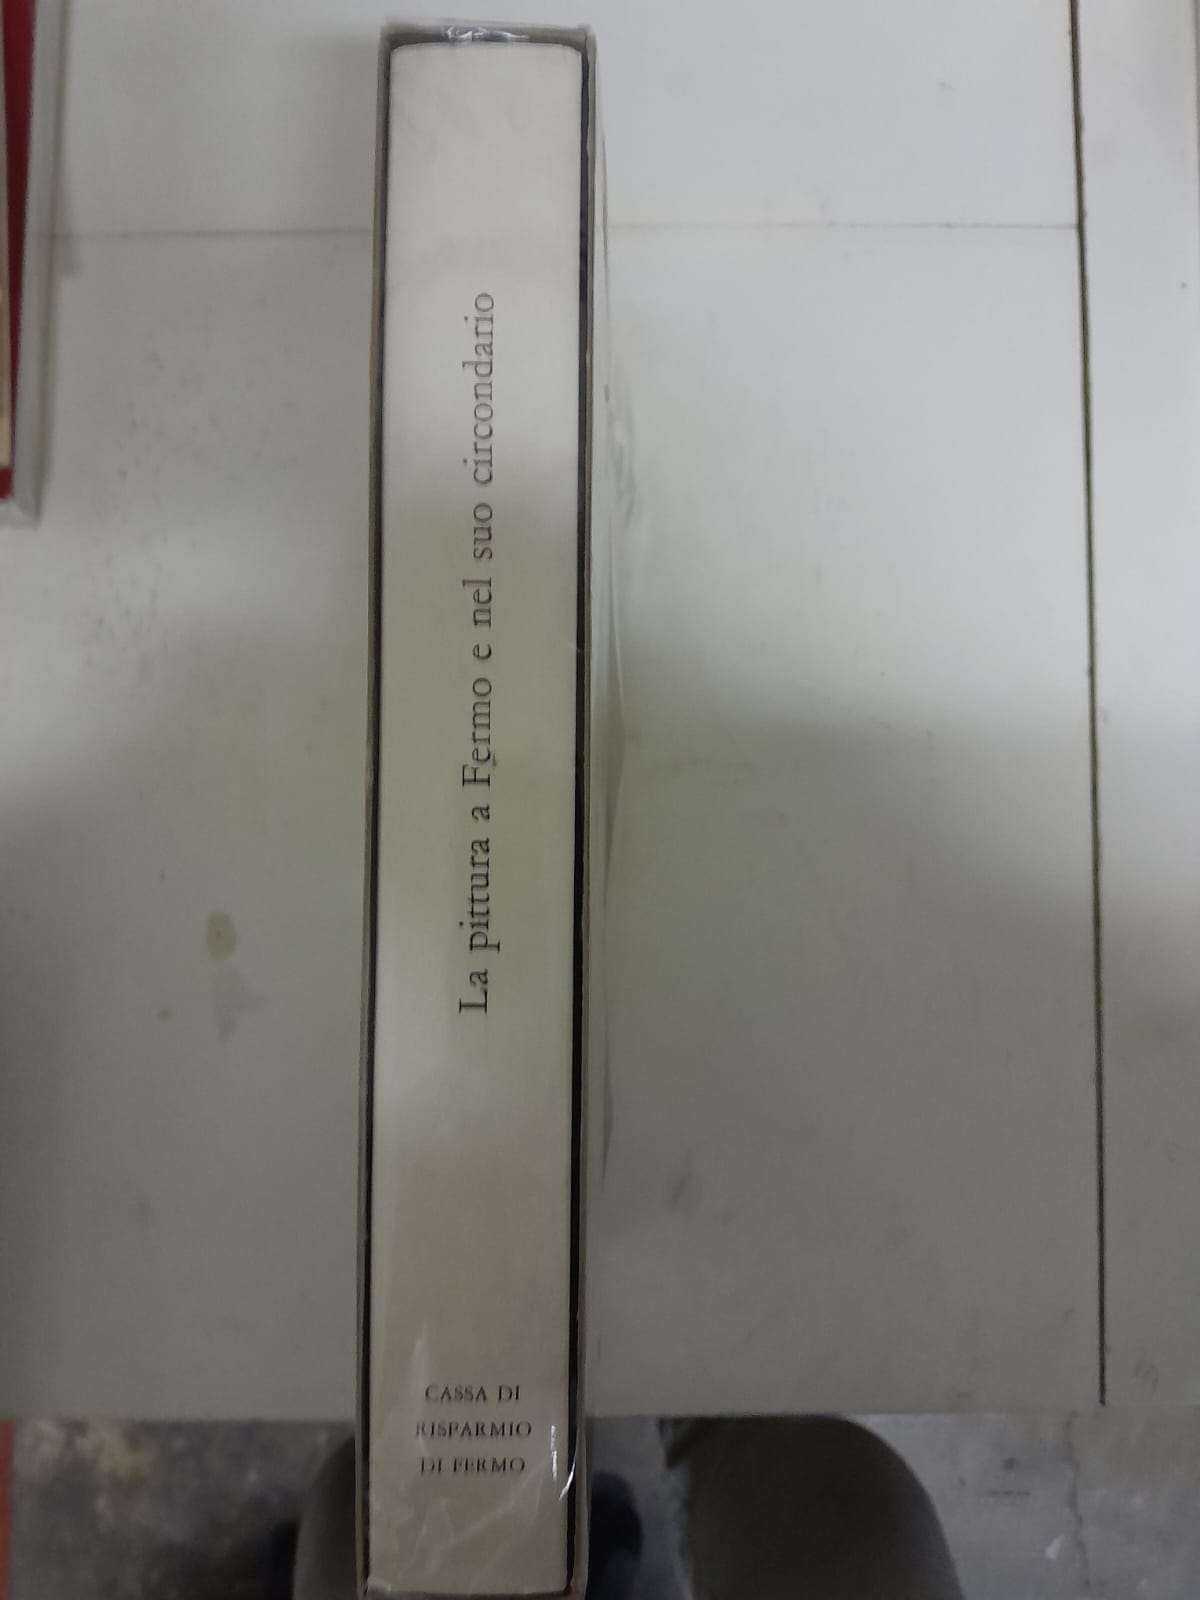 La pittura a Fermo e nel suo circondario
CASSA DI
RISPARMIO
DI FERMO